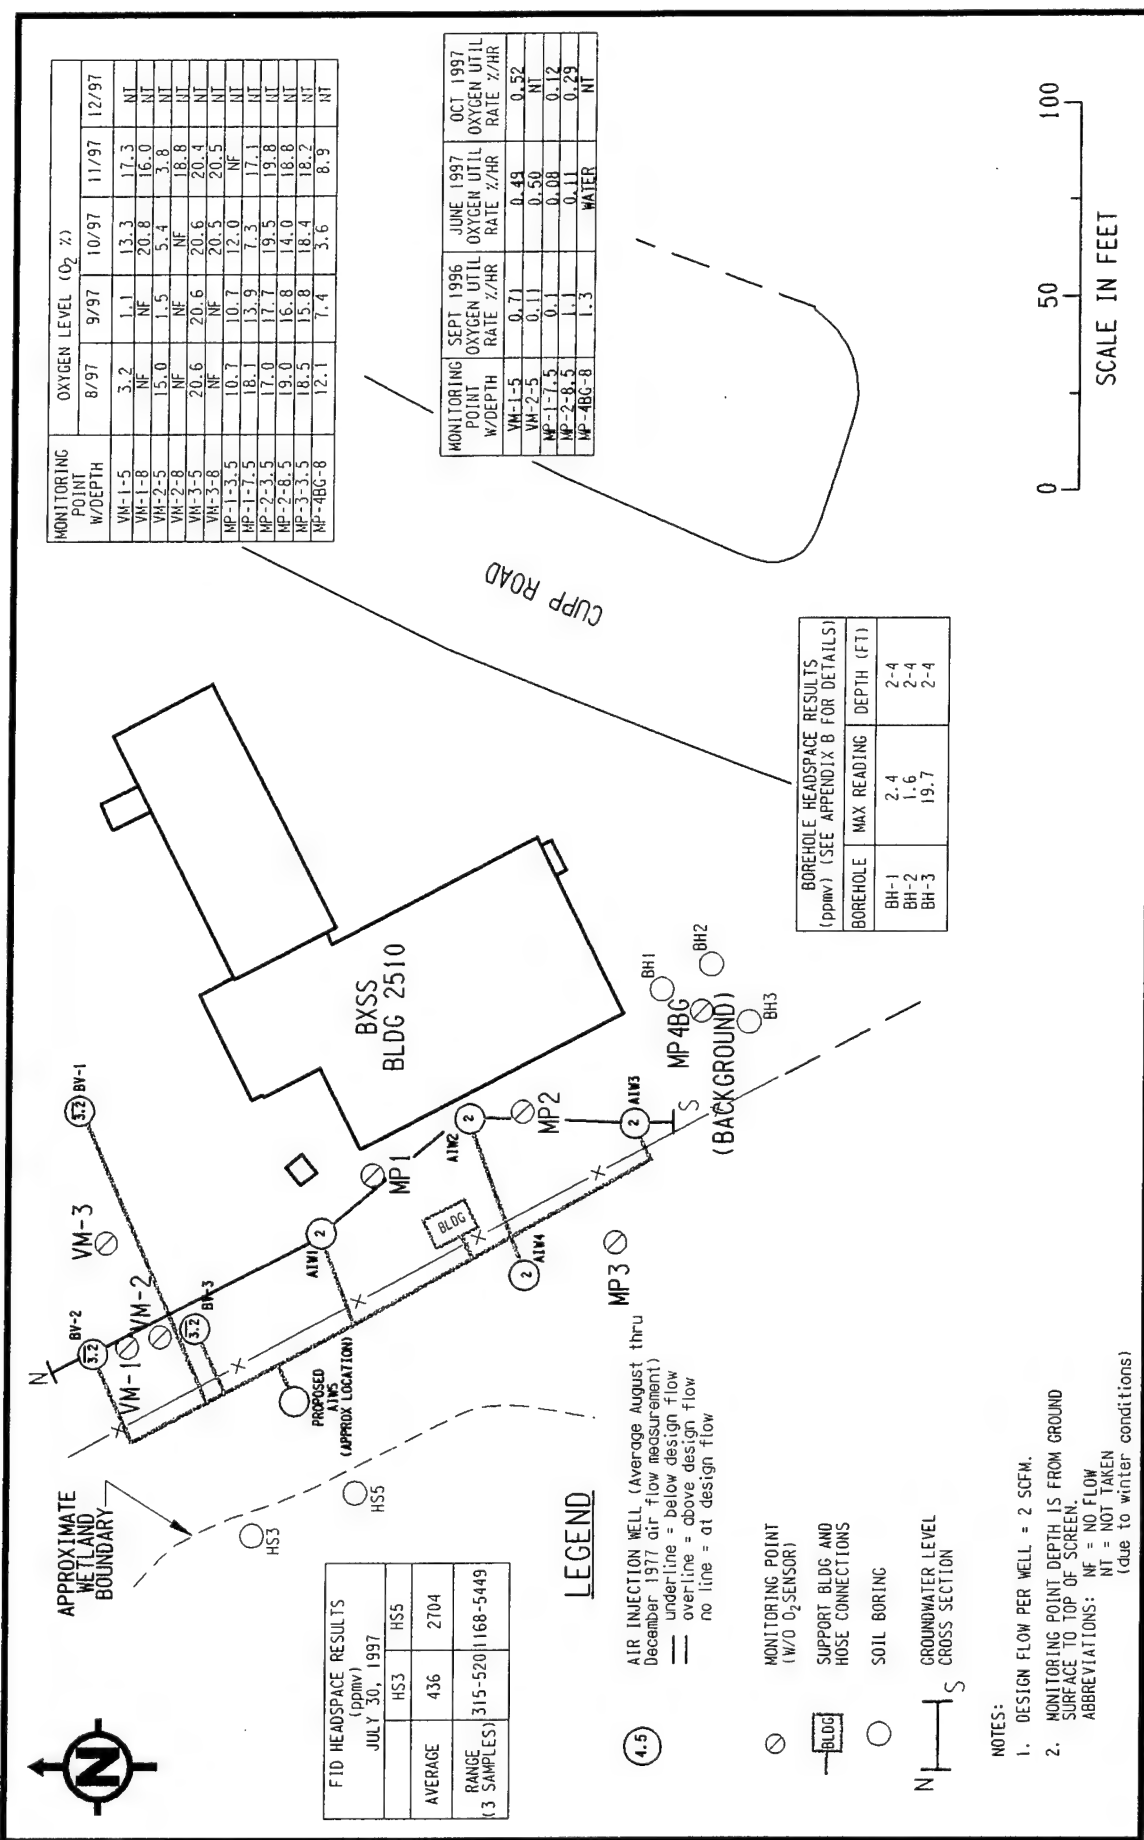 N
APPROXIMATE
WETLAND
BOUNDARY
N
BV-2
3.2
VM-1
VM-2
VM-3
3.2
BV-1
3.2
BV-3
HS3
HS5
PROPOSED
AIW5
(APPROX LOCATION)
AIW1
2
MP1
BLDG
AIW2
2
MP2
2
AIW4
MP3
2
AIW3
S
BXSS
BLDG 2510
BH1
BH2
MP4BG
BH3
(BACKGROUND)
CUPP ROAD
MONITORING POINT W/DEPTH OXYGEN LEVEL (O2 %)
8/97 9/97 10/97 11/97 12/97
VM-1-5 3.2 1.1 13.3 17.3 NT
VM-1-8 NF NF 20.8 16.0 NT
VM-2-5 15.0 1.5 5.4 3.8 NT
VM-2-8 NF NF NF 18.8 NT
VM-3-5 20.6 20.6 20.6 20.4 NT
VM-3-8 NF NF 20.5 20.5 NT
MP-1-3.5 10.7 10.7 12.0 NF NT
MP-1-7.5 18.1 13.9 7.3 17.1 NT
MP-2-3.5 17.0 17.7 19.5 19.8 NT
MP-2-8.5 19.0 16.8 14.0 18.8 NT
MP-3-3.5 18.5 15.8 18.4 18.2 NT
MP-4BG-8 12.1 7.4 3.6 8.9 NT
MONITORING SEPT 1996 JUNE 1997 OCT 1997
POINT OXYGEN UTIL OXYGEN UTIL OXYGEN UTIL
W/DEPTH RATE %/HR RATE %/HR RATE %/HR
VM-1-5 0.71 0.49 0.52
VM-2-5 0.11 0.50 NT
MP-1-7.5 0.1 0.08 0.12
MP-2-8.5 1.1 0.11 0.29
MP-4BG-8 1.3 WATER NT
FID HEADSPACE RESULTS
(ppmv)
JULY 30, 1997
HS3 HS5
AVERAGE 436 2704
RANGE
(3 SAMPLES) 315-520 1168-5449
BOREHOLE HEADSPACE RESULTS
(ppmv) (SEE APPENDIX B FOR DETAILS)
BOREHOLE MAX READING DEPTH (FT)
BH-1 2.4 2-4
BH-2 1.6 2-4
BH-3 19.7 2-4
LEGEND
4.5 AIR INJECTION WELL (Average August thru
December 1977 air flow measurement)
underline = below design flow
overline = above design flow
no line = at design flow
MONITORING POINT
(W/O O2 SENSOR)
BLDG SUPPORT BLDG AND
HOSE CONNECTIONS
SOIL BORING
N S GROUNDWATER LEVEL
CROSS SECTION
NOTES:
1. DESIGN FLOW PER WELL = 2 SCFM.
2. MONITORING POINT DEPTH IS FROM GROUND
SURFACE TO TOP OF SCREEN.
ABBREVIATIONS: NF = NO FLOW
NT = NOT TAKEN
(due to winter conditions)
0 50 100
SCALE IN FEET